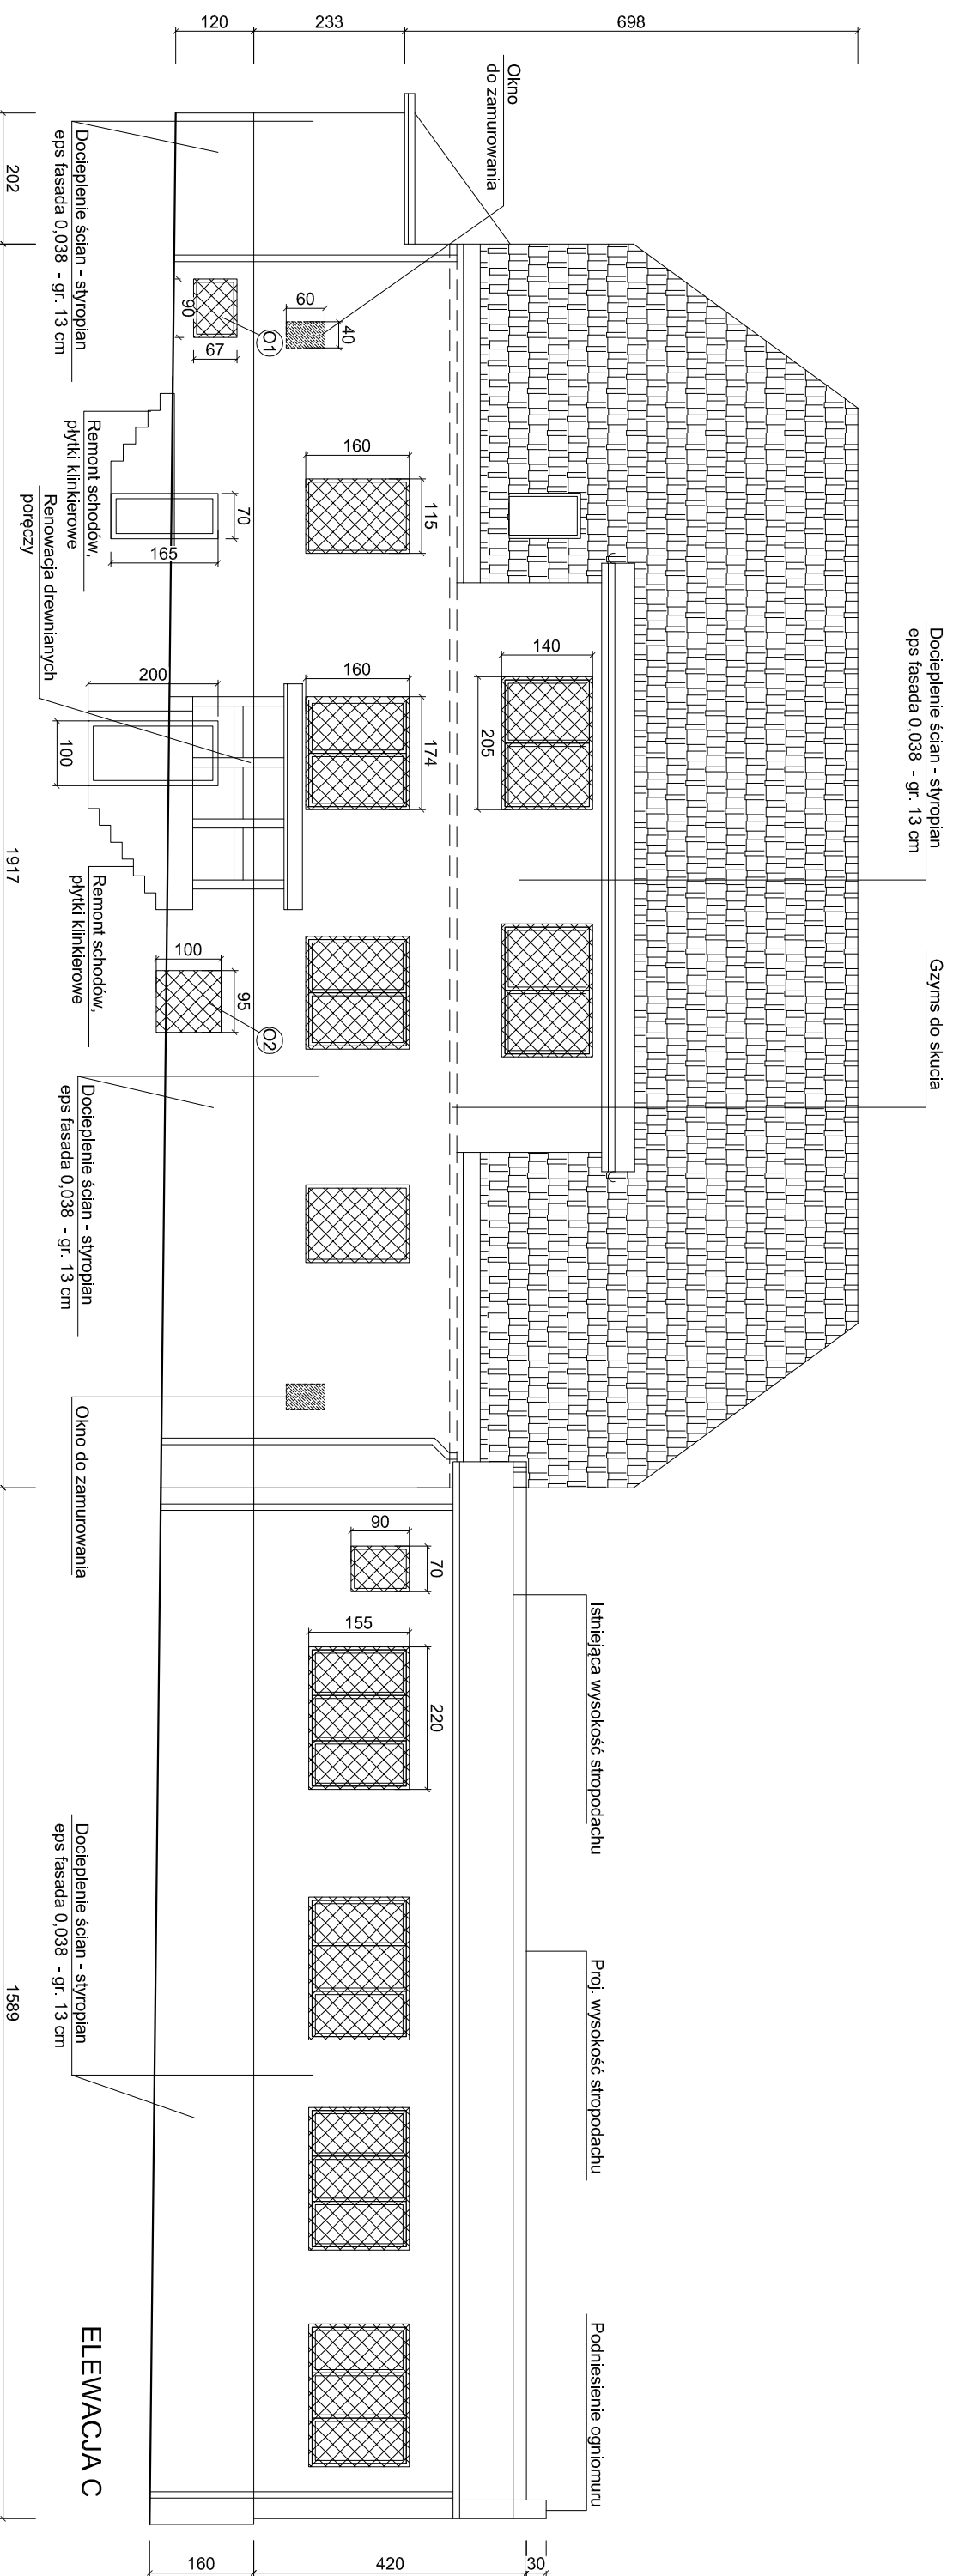 Docieplenie ścian - styropian
eps fasada 0,038 - gr. 13 cm
Gzyms do skucia
Okno
do zamurowania
Istniejąca wysokość stropodachu
Proj. wysokość stropodachu
Podniesienie ogniomuru
698
233
120
140
205
60
40
160
115
160
174
90
70
155
220
O1
90
67
70
165
200
100
100
95
O2
30
420
160
Docieplenie ścian - styropian
eps fasada 0,038 - gr. 13 cm
Remont schodów,
płytki klinkierowe
Renowacja drewnianych
poręczy
Remont schodów,
płytki klinkierowe
Docieplenie ścian - styropian
eps fasada 0,038 - gr. 13 cm
Okno do zamurowania
Docieplenie ścian - styropian
eps fasada 0,038 - gr. 13 cm
ELEWACJA C
202
1917
1589